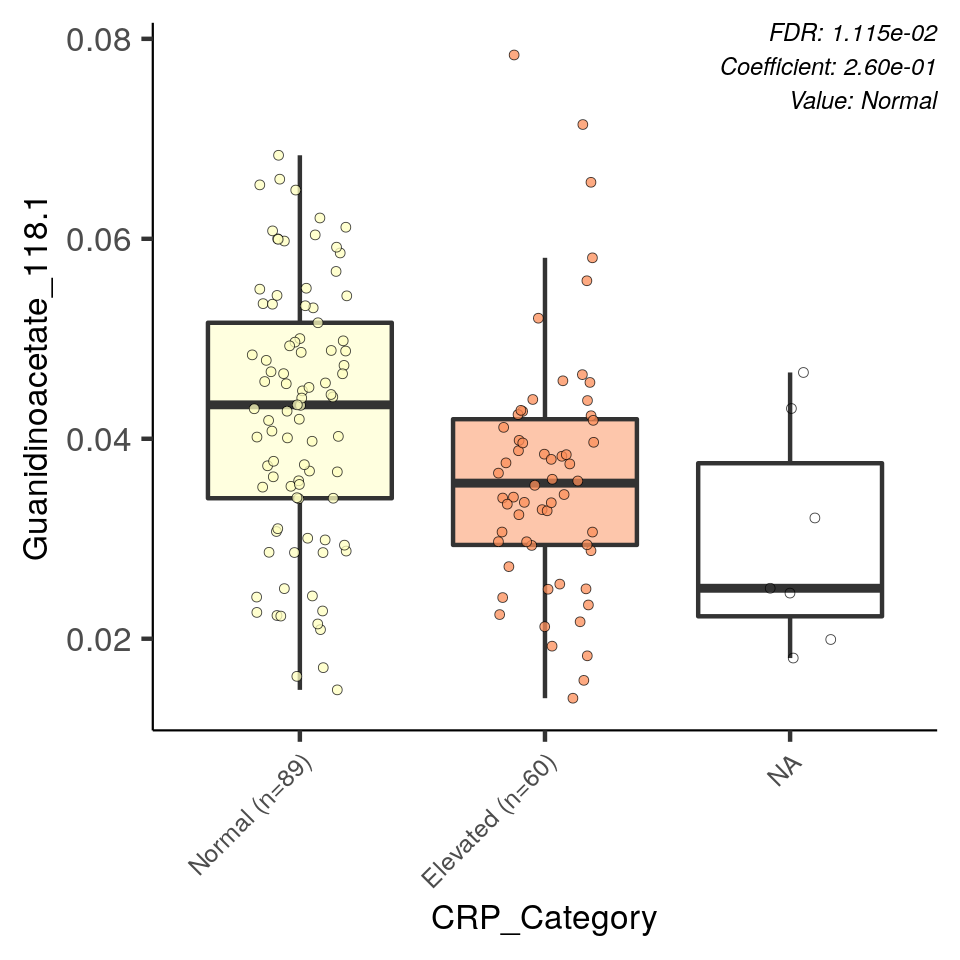 FDR: 1.115e-02
Coefficient: 2.60e-01
Value: Normal
Guanidinoacetate_118.1
0.08
0.06
0.04
0.02
Normal (n=89)
Elevated (n=60)
NA
CRP_Category